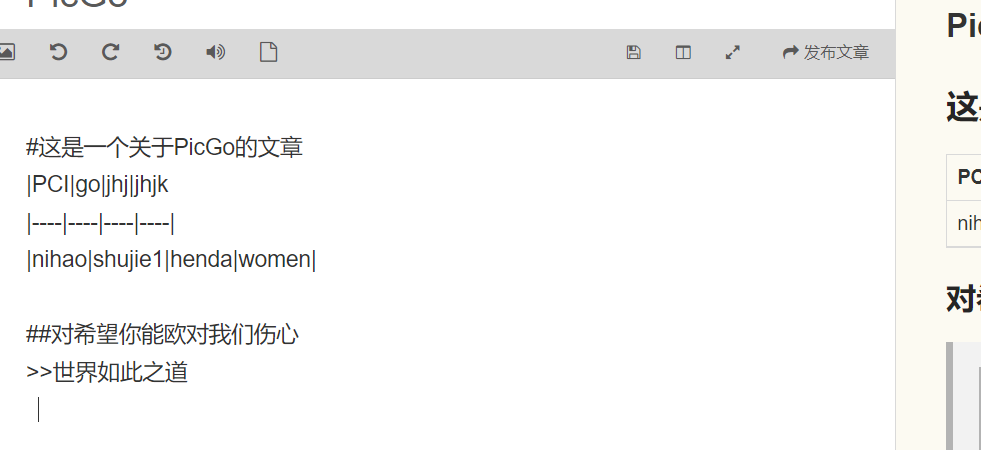 PicGo
发布文章
#这是一个关于PicGo的文章
|PCI|go|jhj|jhjk
|----|----|----|----|
|nihao|shujie1|henda|women|
##对希望你能欧对我们伤心
>>世界如此之道
Pi
这
PC
nih
对